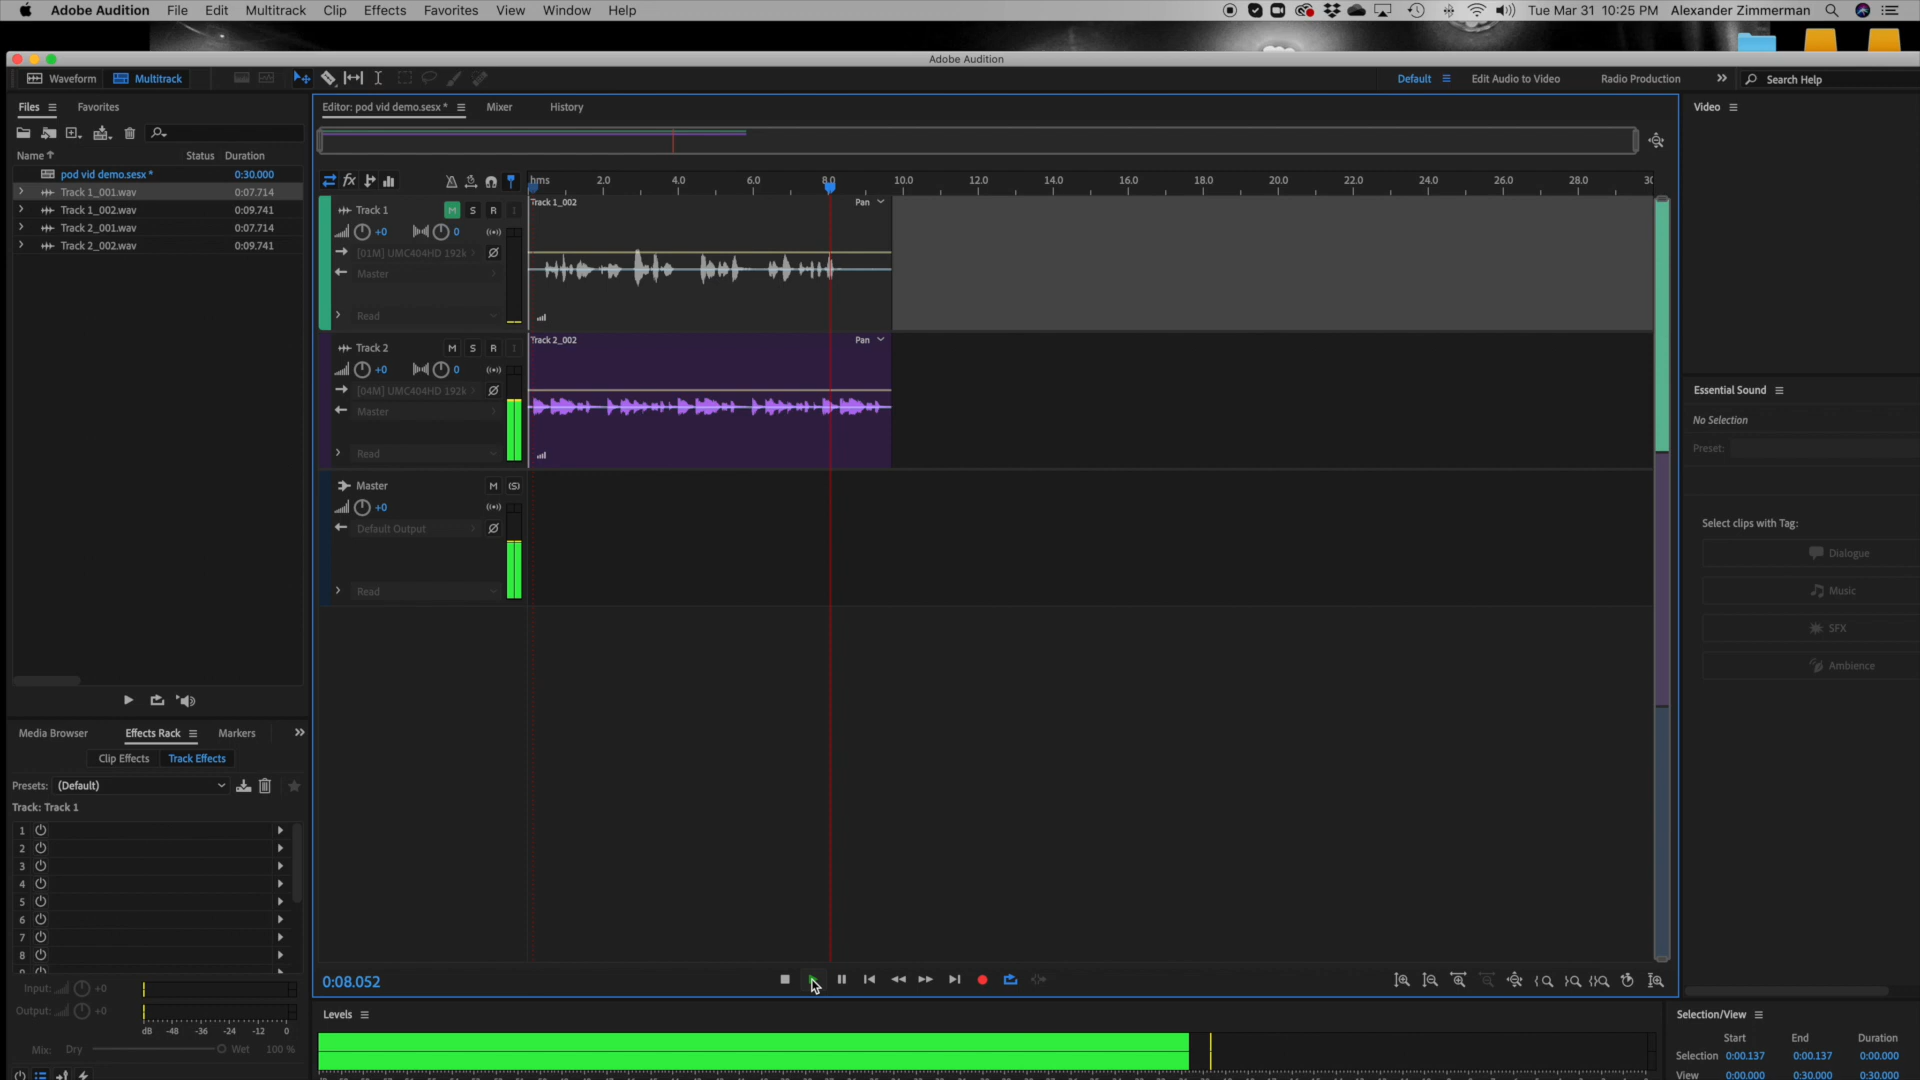 Adobe Audition File Edit Multitrack Clip Effects Favorites View Window Help Tue Mar 31 10:25 PM Alexander Zimmerman
Adobe Audition
Waveform Multitrack Default Edit Audio to Video Radio Production Search Help
Files Favorites Editor: pod vid demo.sesx * Mixer History Video
Name Status Duration
pod vid demo.sesx * 0:30.000
Track 1_001.wav 0:07.714
Track 1_002.wav 0:09.741
Track 2_001.wav 0:07.714
Track 2_002.wav 0:09.741
fx hms 2.0 4.0 6.0 8.0 10.0 12.0 14.0 16.0 18.0 20.0 22.0 24.0 26.0 28.0
Track 1 M S R I Track 1_002 Pan
+0 0
[01M] UMC404HD 192k
Master
Read
Track 2 M S R I Track 2_002 Pan
+0 0
[04M] UMC404HD 192k
Master
Read
Master M (S)
+0
Default Output
Read
Essential Sound
No Selection
Preset:
Select clips with Tag:
Dialogue
Music
SFX
Ambience
Media Browser Effects Rack Markers
Clip Effects Track Effects
Presets: (Default)
Track: Track 1
1
2
3
4
5
6
7
8
Input: +0
Output: +0
dB -48 -36 -24 -12 0
Mix: Dry Wet 100 %
0:08.052
Levels
Selection/View
Start End Duration
Selection 0:00.137 0:00.137 0:00.000
View 0:00.000 0:30.000 0:30.000